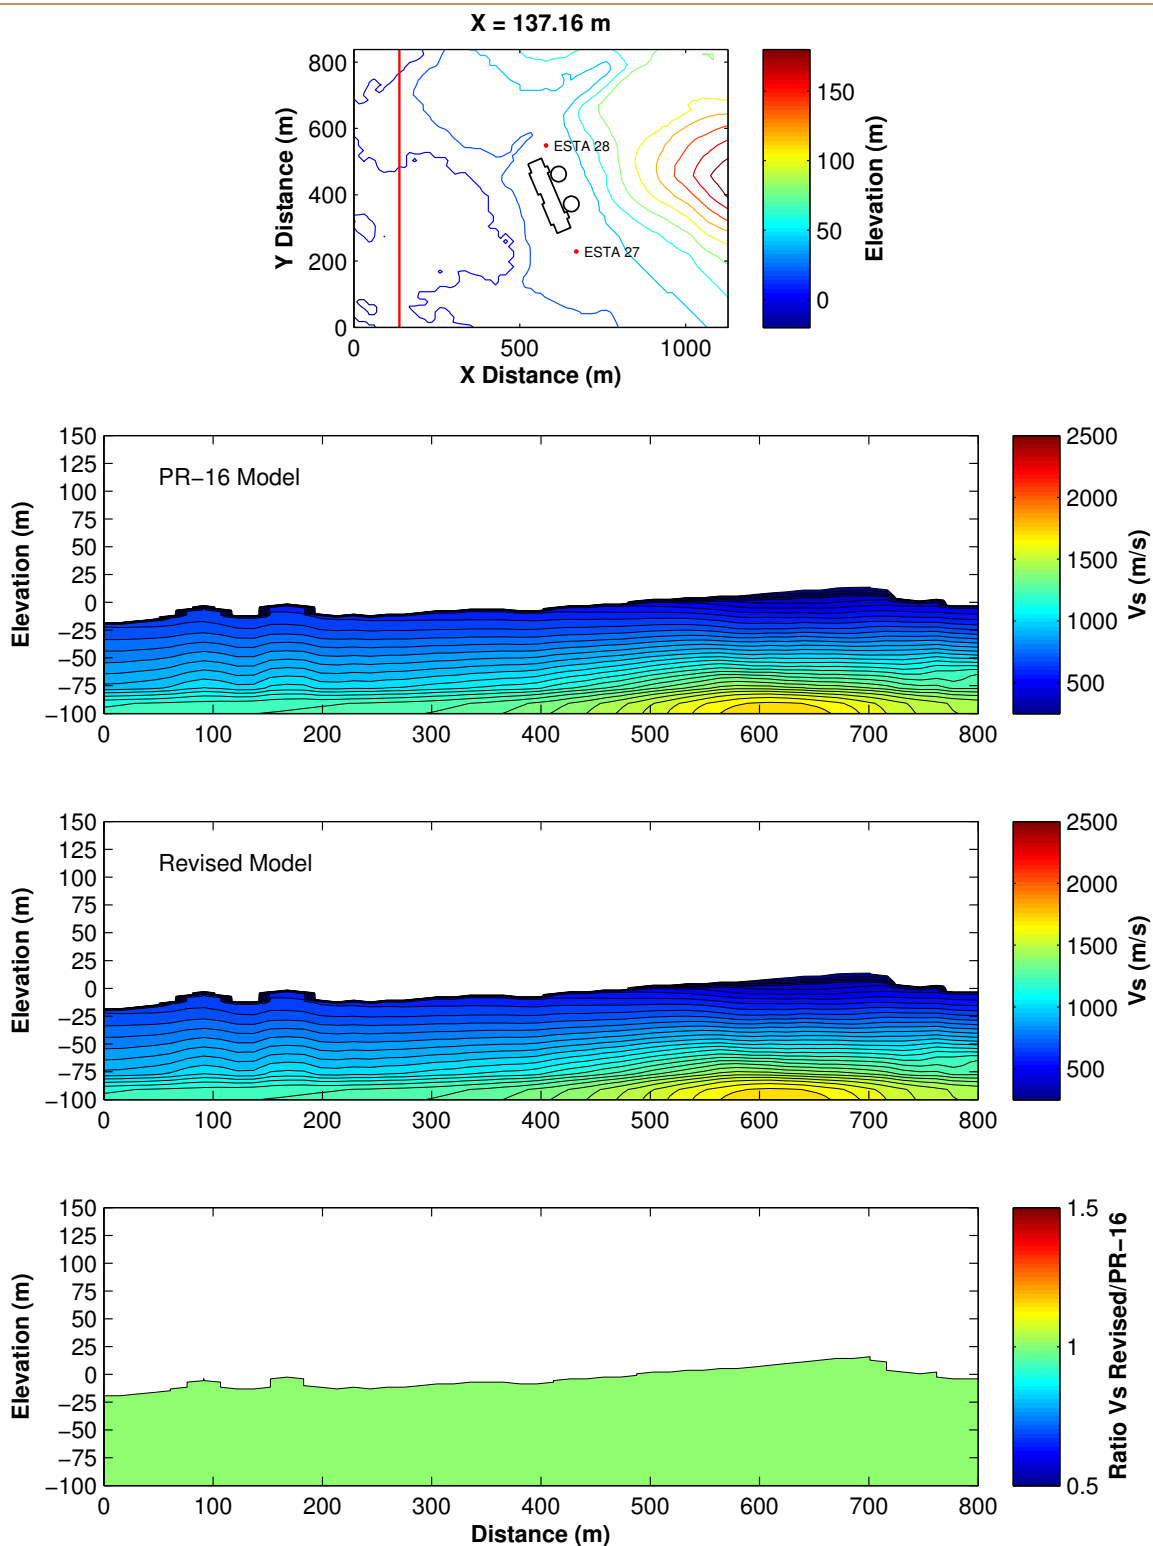 X = 137.16 m
800
600
400
200
0
Y Distance (m)
ESTA 28
ESTA 27
0 500 1000
X Distance (m)
150
100
50
0
Elevation (m)
150
125
100
75
50
25
0
−25
−50
−75
−100
Elevation (m)
PR−16 Model
0 100 200 300 400 500 600 700 800
2500
2000
1500
1000
500
Vs (m/s)
150
125
100
75
50
25
0
−25
−50
−75
−100
Elevation (m)
Revised Model
0 100 200 300 400 500 600 700 800
2500
2000
1500
1000
500
Vs (m/s)
150
125
100
75
50
25
0
−25
−50
−75
−100
Elevation (m)
0 100 200 300 400 500 600 700 800
Distance (m)
1.5
1
0.5
Ratio Vs Revised/PR−16